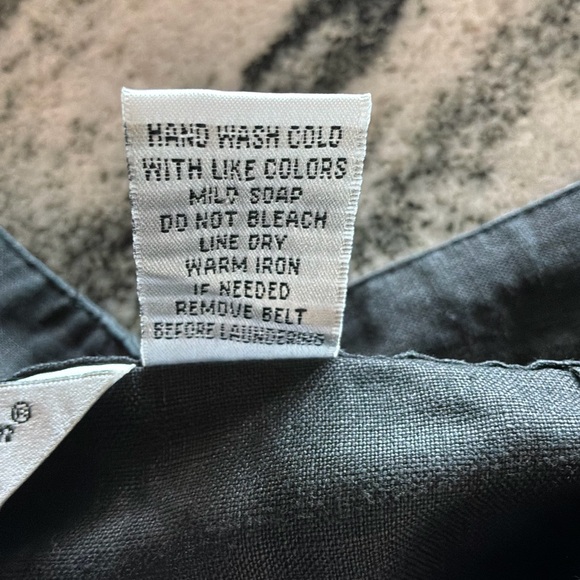 HAND WASH COLD
WITH LIKE COLORS
MILD SOAP
DO NOT BLEACH
LINE DRY
WARM IRON
IF NEEDED
REMOVE BELT
BEFORE LAUNDERING
®